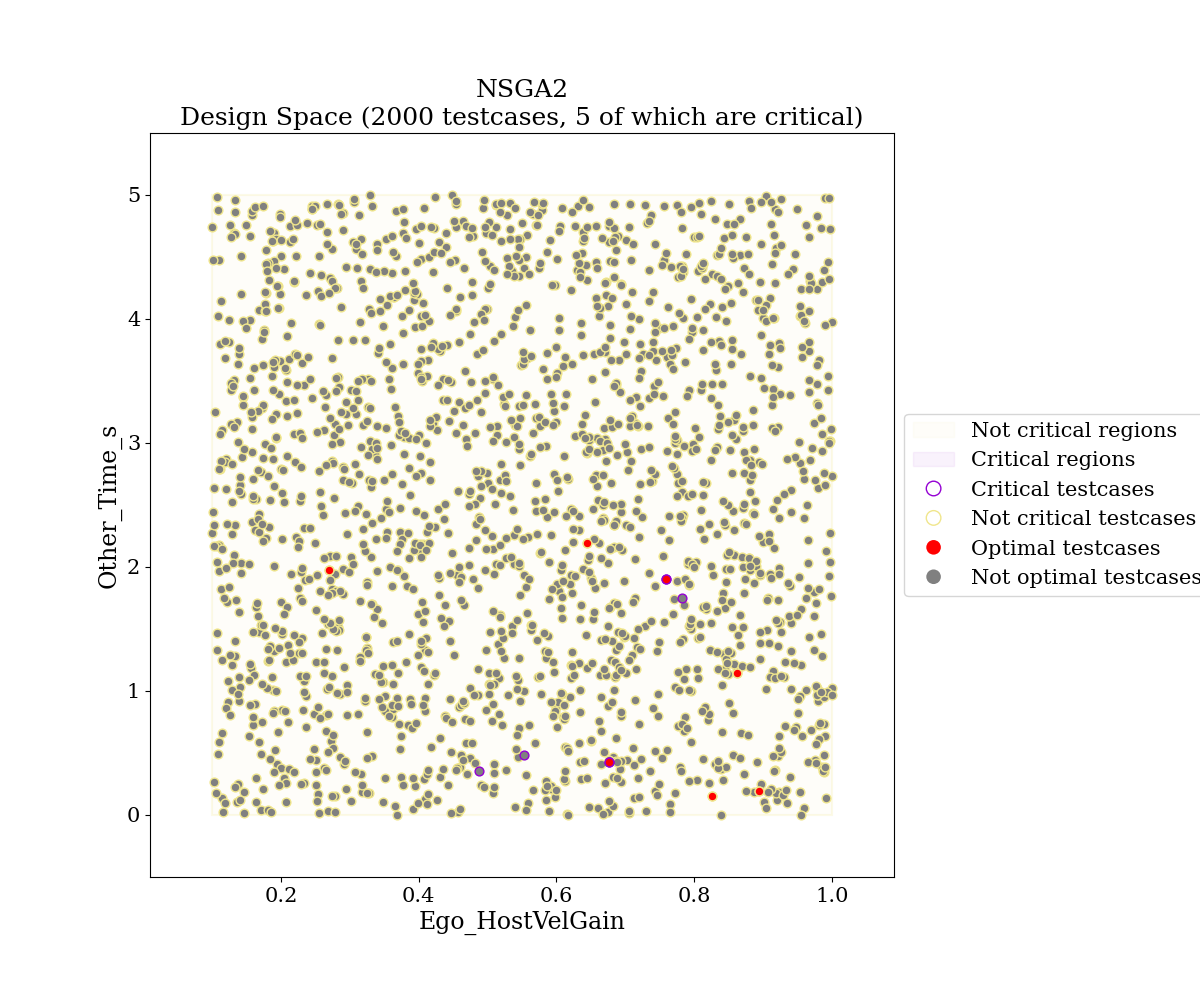 NSGA2
Design Space (2000 testcases, 5 of which are critical)
5
4
3
2
1
0
Other_Time_s
0.2
0.4
0.6
0.8
1.0
Ego_HostVelGain
Not critical regions
Critical regions
Critical testcases
Not critical testcases
Optimal testcases
Not optimal testcases